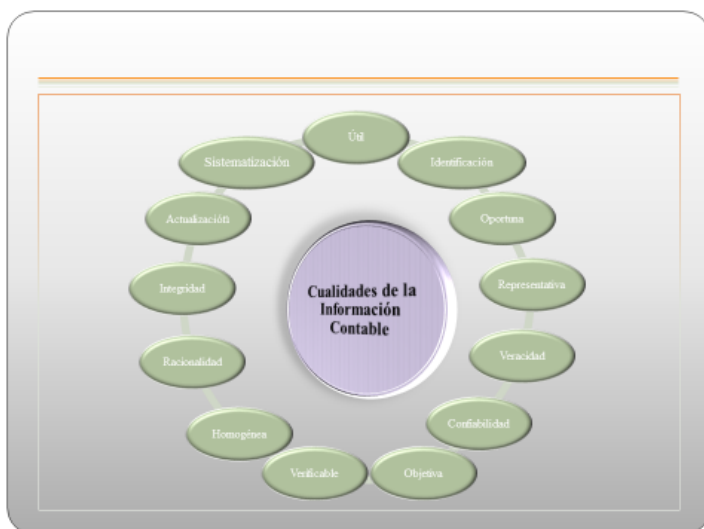 Útil
Identificación
Oportuna
Representativa
Veracidad
Confiabilidad
Objetiva
Verificable
Homogénea
Racionalidad
Integridad
Actualización
Sistematización
Cualidades de la
Información
Contable